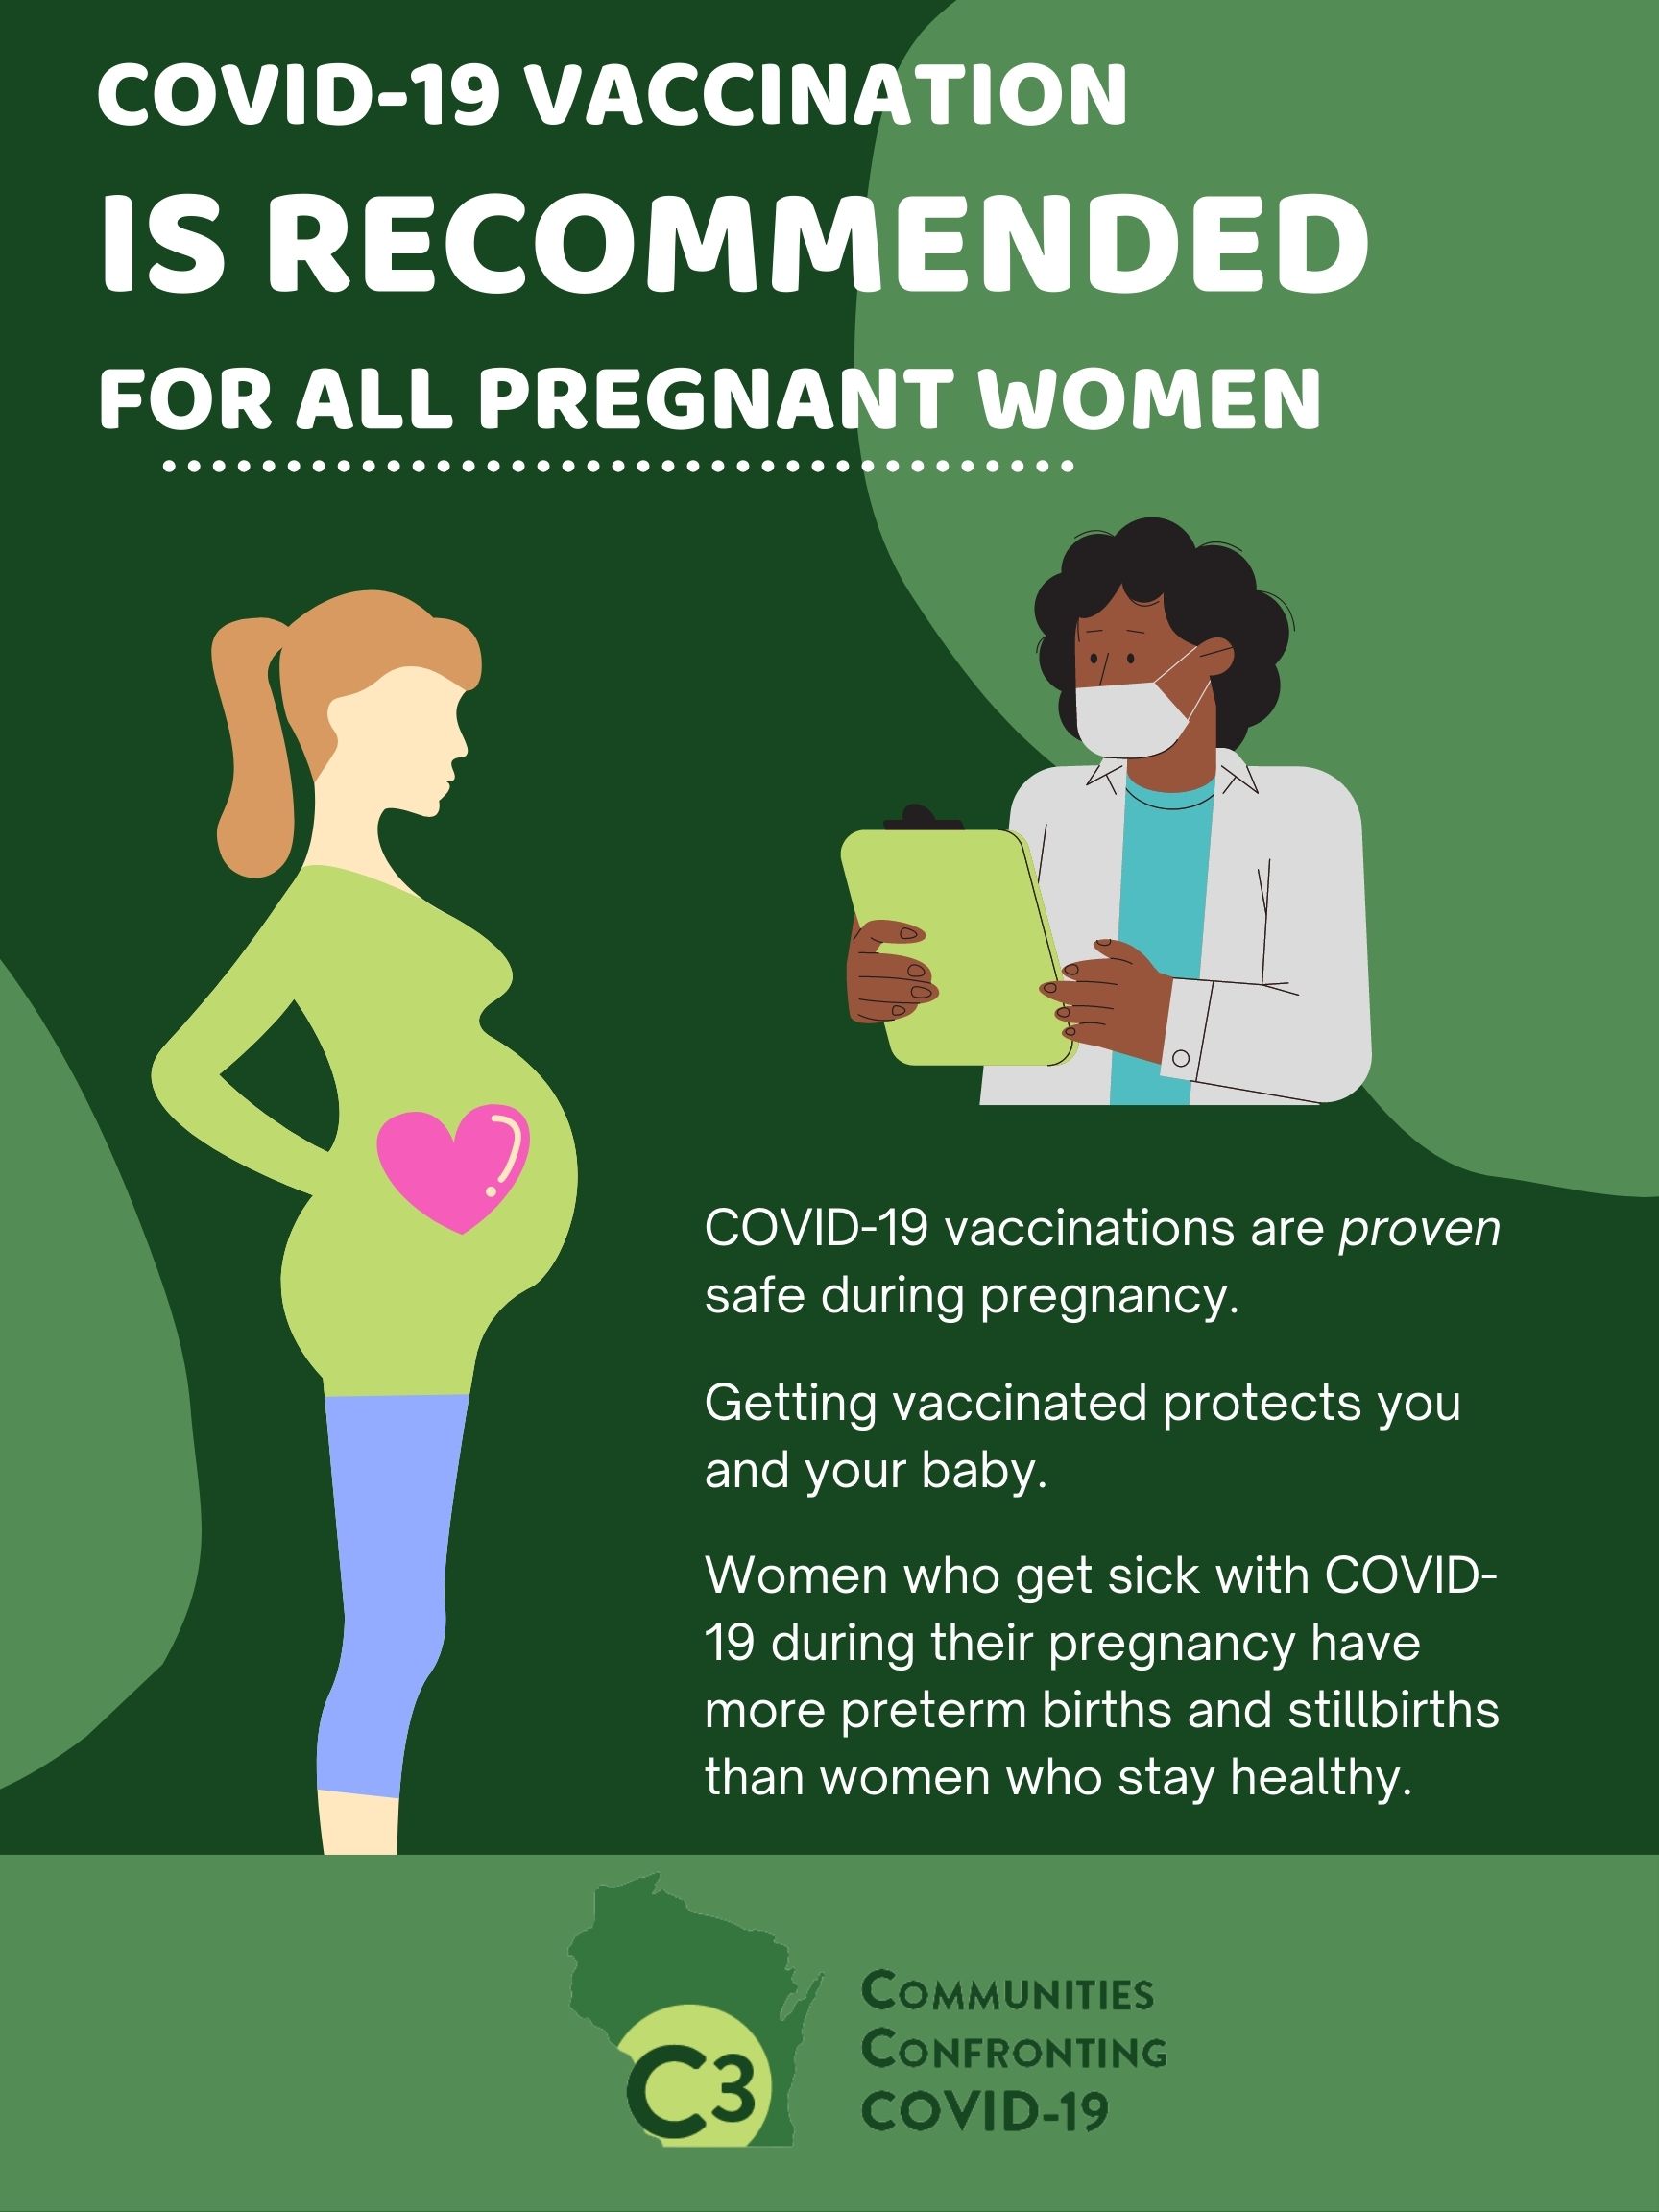 COVID-19 VACCINATION
IS RECOMMENDED
FOR ALL PREGNANT WOMEN
COVID-19 vaccinations are proven
safe during pregnancy.
Getting vaccinated protects you
and your baby.
Women who get sick with COVID-
19 during their pregnancy have
more preterm births and stillbirths
than women who stay healthy.
C3
COMMUNITIES
CONFRONTING
COVID-19